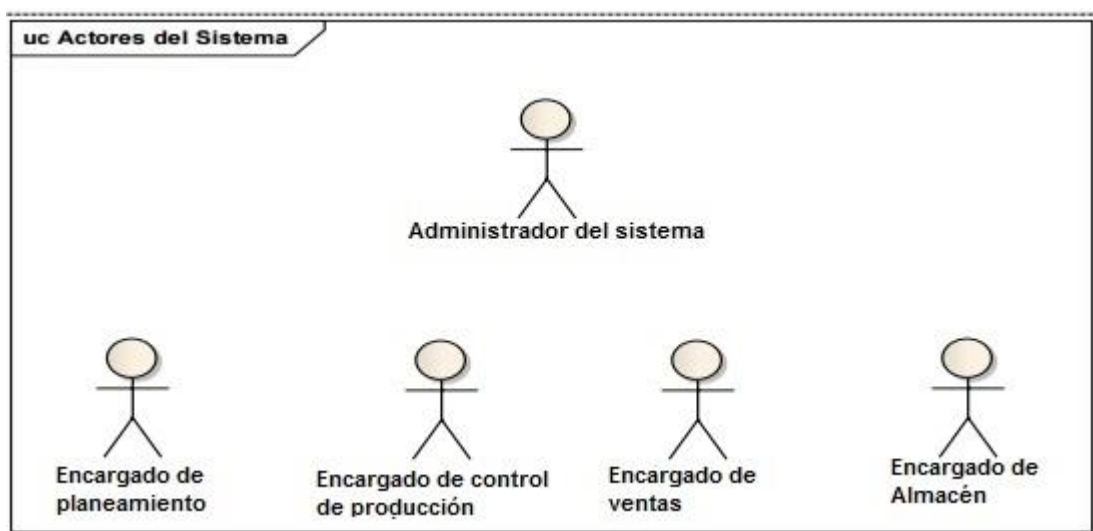 uc Actores del Sistema
Administrador del sistema
Encargado de
planeamiento
Encargado de control
de producción
Encargado de
ventas
Encargado de
Almacén